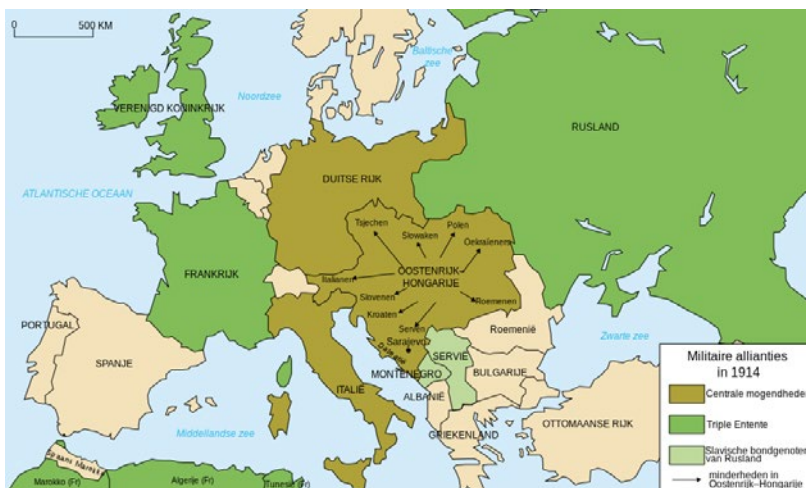 0 500 KM
Baltische
zee
Noordzee
VERENIGD KONINKRIJK
RUSLAND
ATLANTISCHE OCEAAN
DUITSE RIJK
Tsjechen
Slowaken
Polen
Oekraïeners
FRANKRIJK
Italianen
OOSTENRIJK-
HONGARIJE
Slovenen
Roemenen
Kroaten
Serven
Sarajevo
Roemenië
Zwarte zee
PORTUGAL
SPANJE
SERVIË
MONTENEGRO
BULGARIJE
ITALIË
ALBANIË
OTTOMAANSE RIJK
GRIEKENLAND
Middellandse zee
Spaans Marokko
Marokko (Fr)
Algerije (Fr)
Tunesië (Fr)
Militaire allianties
in 1914
Centrale mogendheden
Triple Entente
Slavische bondgenoten
van Rusland
minderheden in
Oostenrijk-Hongarije